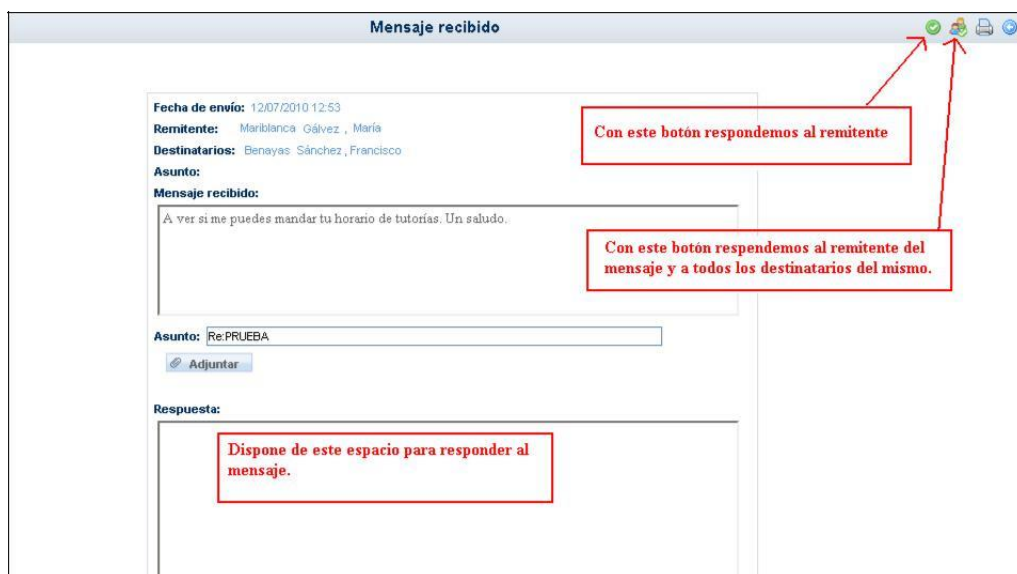 Mensaje recibido
Fecha de envío: 12/07/2010 12:53
Remitente: Mariblanca Gálvez , María
Destinatarios: Benayas Sánchez , Francisco
Asunto:
Mensaje recibido:
A ver si me puedes mandar tu horario de tutorías. Un saludo.
Con este botón respondemos al remitente
Con este botón respendemos al remitente del
mensaje y a todos los destinatarios del mismo.
Asunto: Re:PRUEBA
Adjuntar
Respuesta:
Dispone de este espacio para responder al
mensaje.